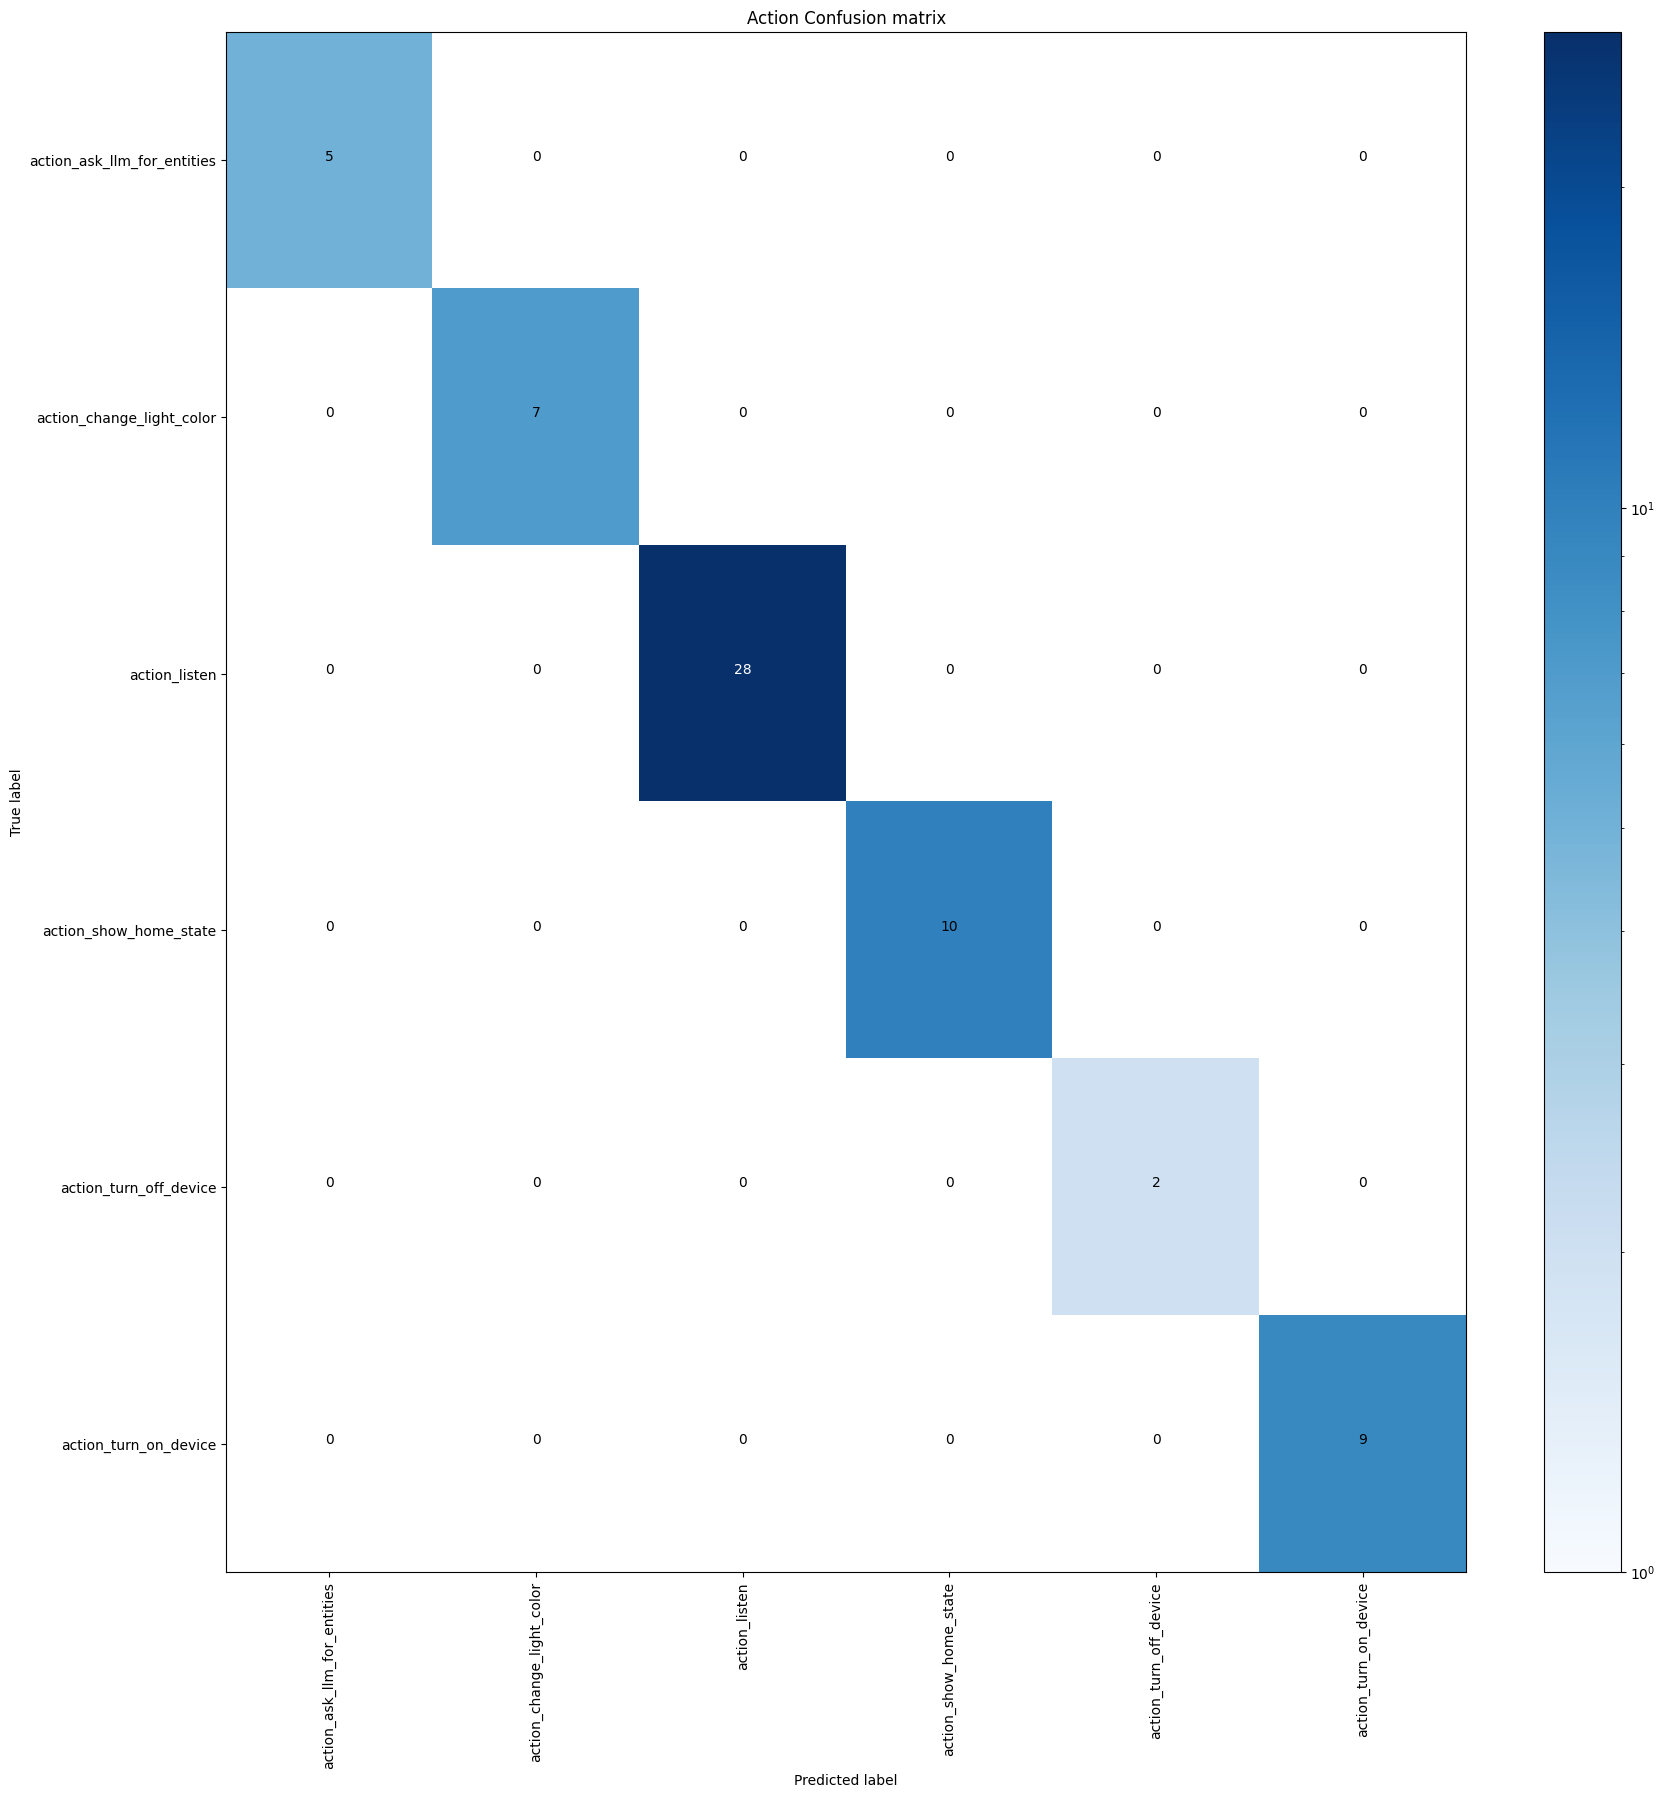 Action Confusion matrix
action_ask_llm_for_entities
5 0 0 0 0 0
action_change_light_color
0 7 0 0 0 0
action_listen
0 0 28 0 0 0
action_show_home_state
0 0 0 10 0 0
action_turn_off_device
0 0 0 0 2 0
action_turn_on_device
0 0 0 0 0 9
True label
action_ask_llm_for_entities
action_change_light_color
action_listen
action_show_home_state
action_turn_off_device
action_turn_on_device
Predicted label
10¹
10⁰